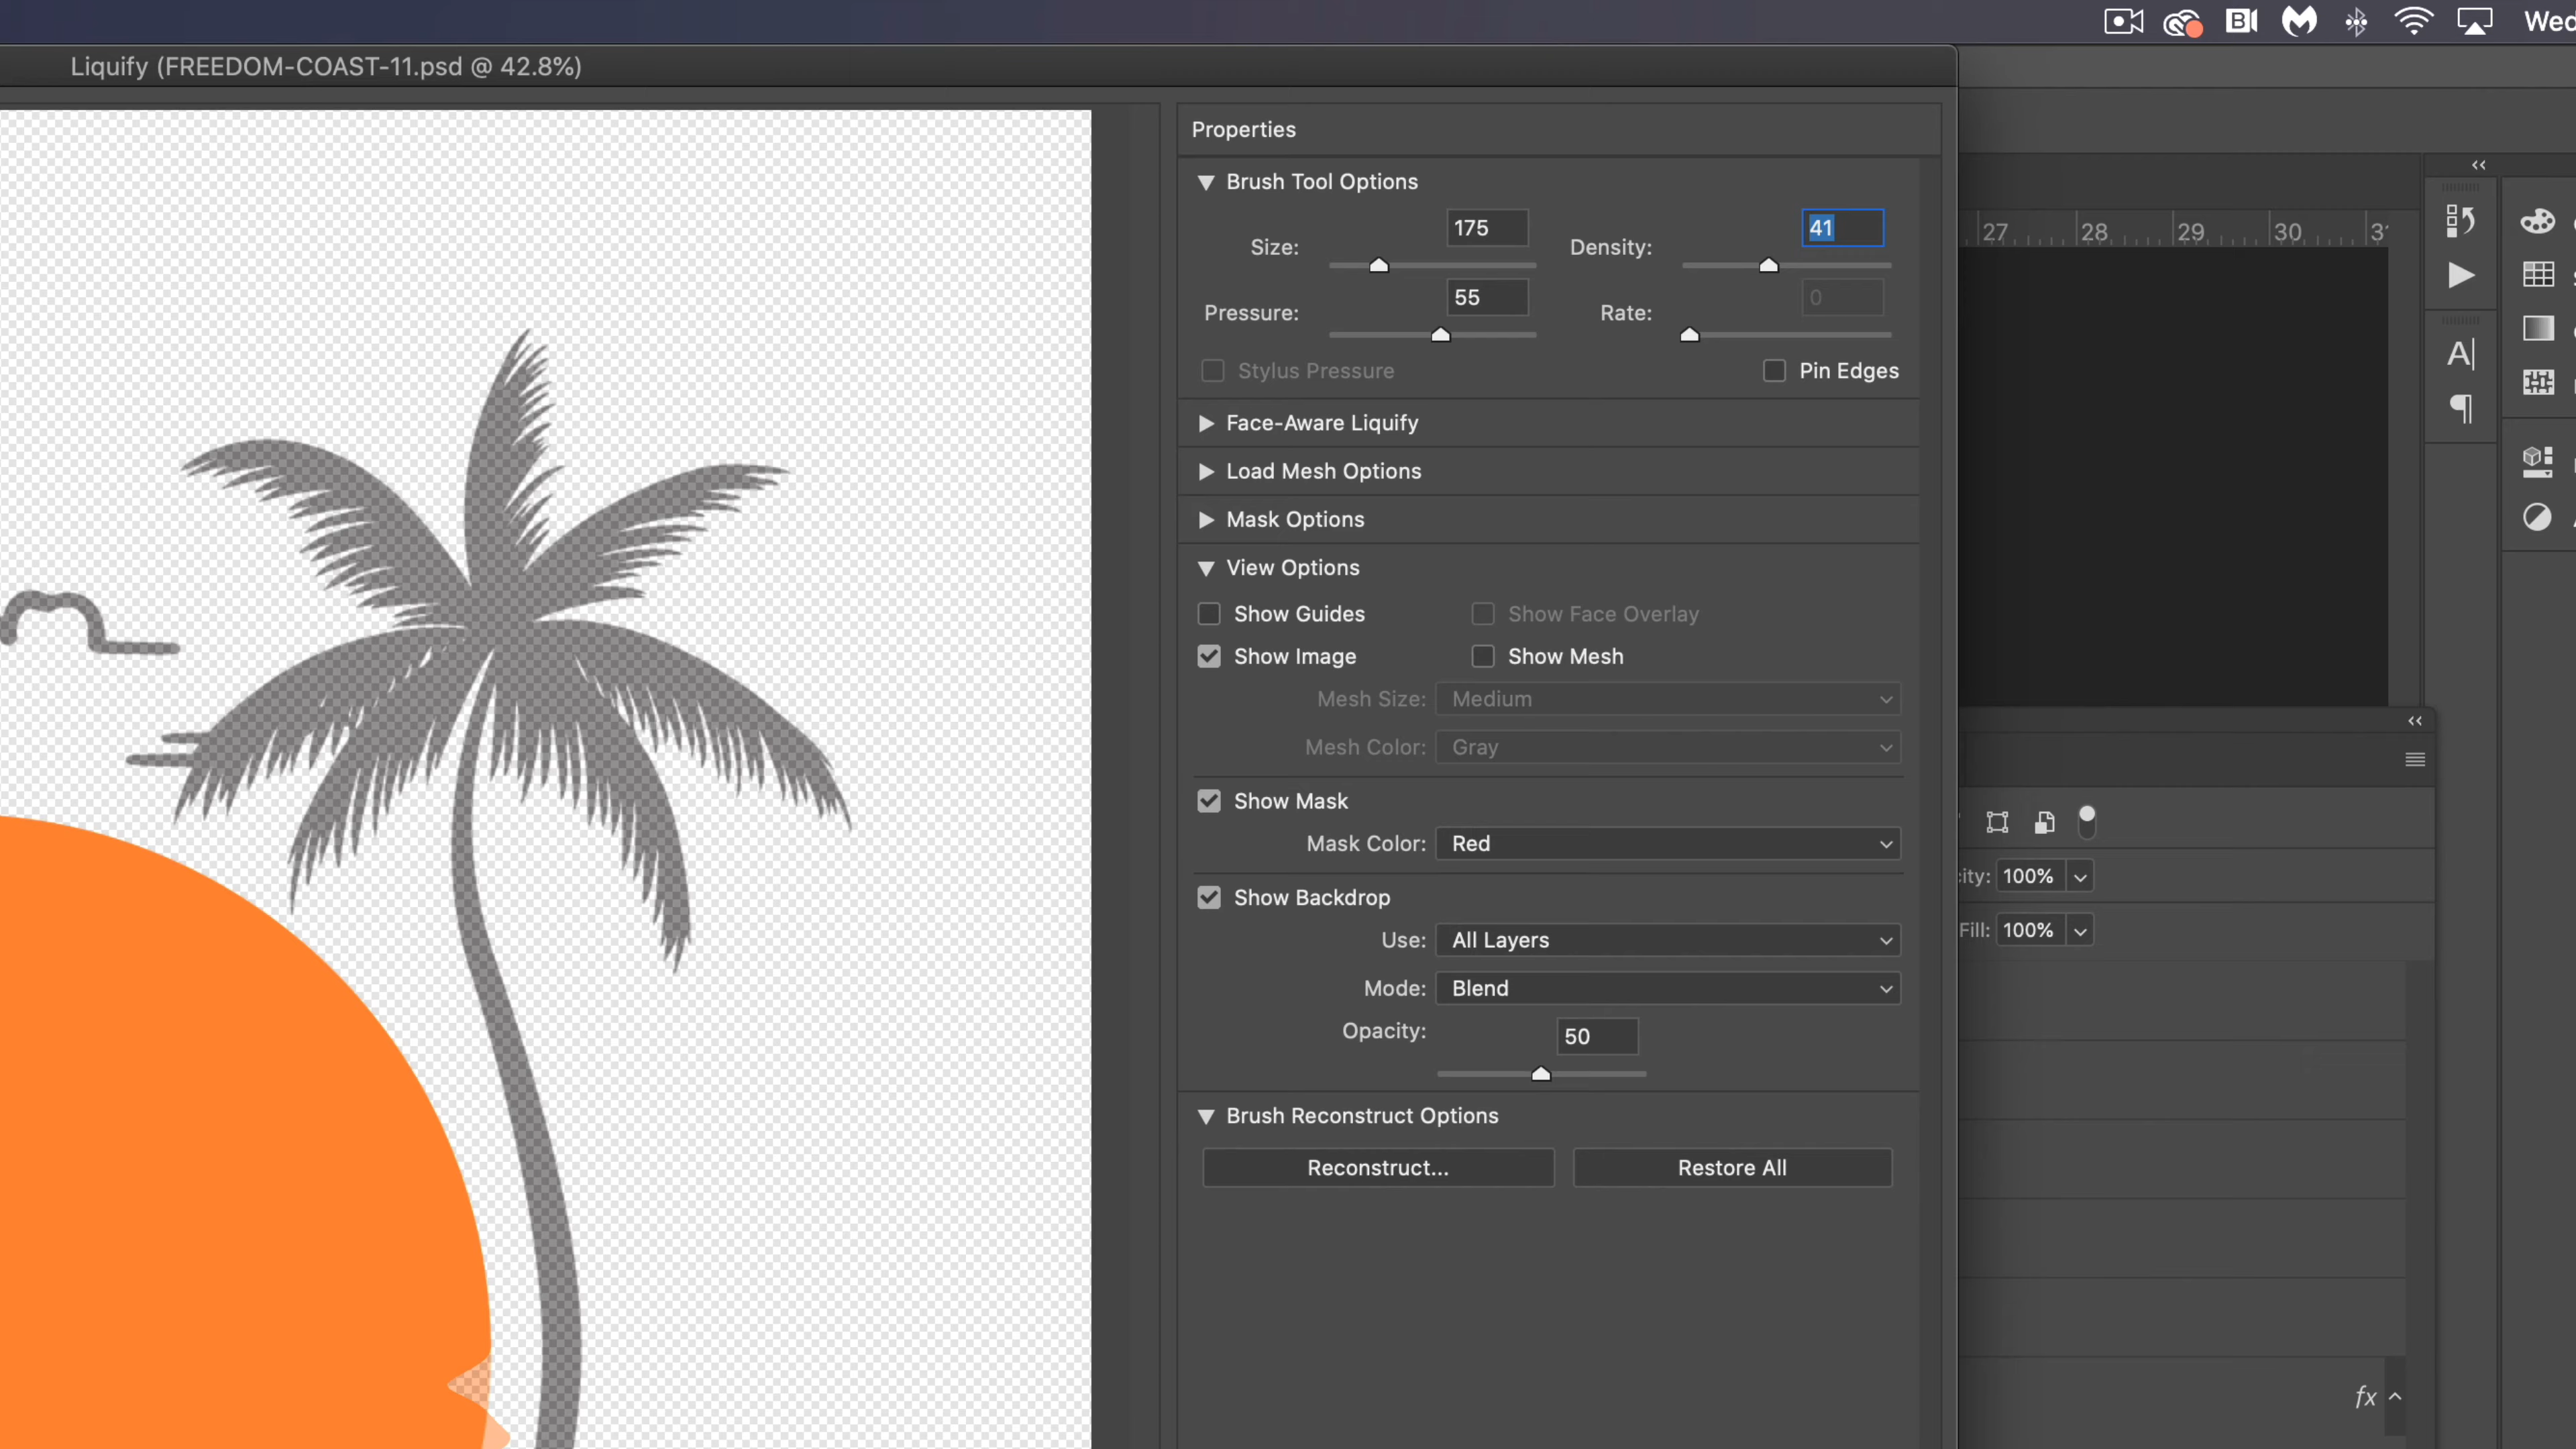 Wed
Liquify (FREEDOM-COAST-11.psd @ 42.8%)
Properties
Brush Tool Options
Size: 175 Density: 41
Pressure: 55 Rate: 0
Stylus Pressure Pin Edges
Face-Aware Liquify
Load Mesh Options
Mask Options
View Options
Show Guides Show Face Overlay
Show Image Show Mesh
Mesh Size: Medium
Mesh Color: Gray
Show Mask
Mask Color: Red
Show Backdrop
Use: All Layers
Mode: Blend
Opacity: 50
Brush Reconstruct Options
Reconstruct... Restore All
27 28 29 30
A|
¶
city: 100%
Fill: 100%
fx